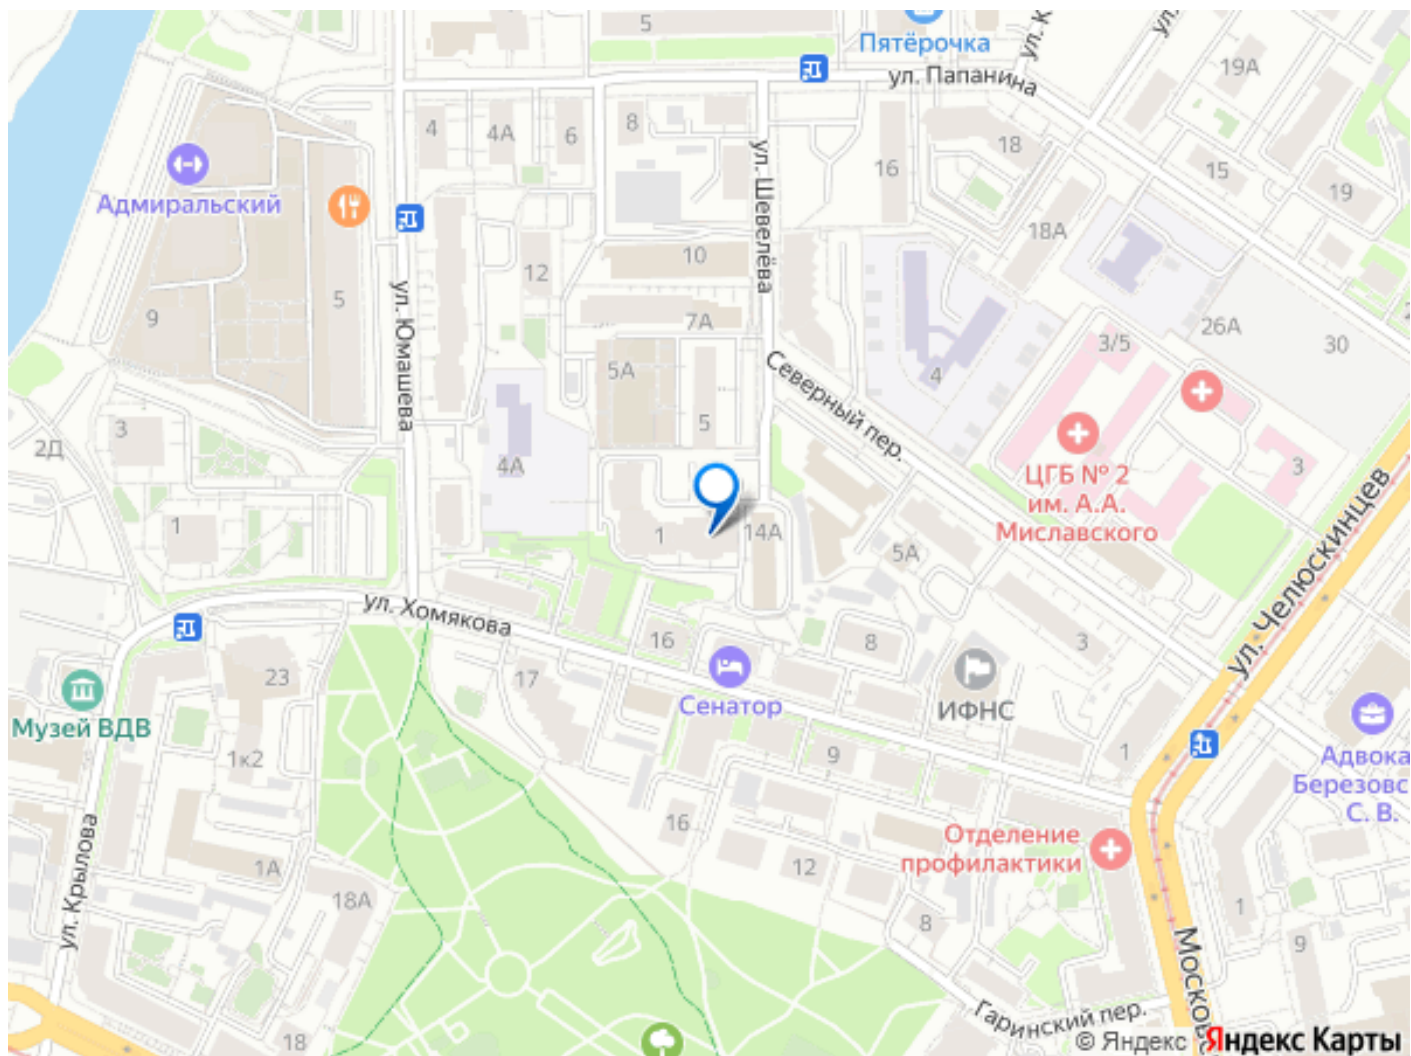 5
Пятёрочка
ул. К
ул.
ул. Папанина
19А
4
4А
6
8
18
16
15
19
ул. Шевелёва
Адмиральский
18А
10
12
ул. Юмашева
5
9
7А
26А
30
3/5
5А
4
Северный пер.
3
2Д
5
4А
3
ЦГБ № 2
им. А.А.
Миславского
ул. Челюскинцев
1
1
14А
5А
ул. Хомякова
16
8
3
23
17
Сенатор
ИФНС
Музей ВДВ
1к2
9
1
Адвока
Березовс
С. В.
16
Отделение
профилактики
12
1А
18А
ул. Крылова
8
1
9
Москов
Гаринский пер.
18
© Яндекс Яндекс Карты